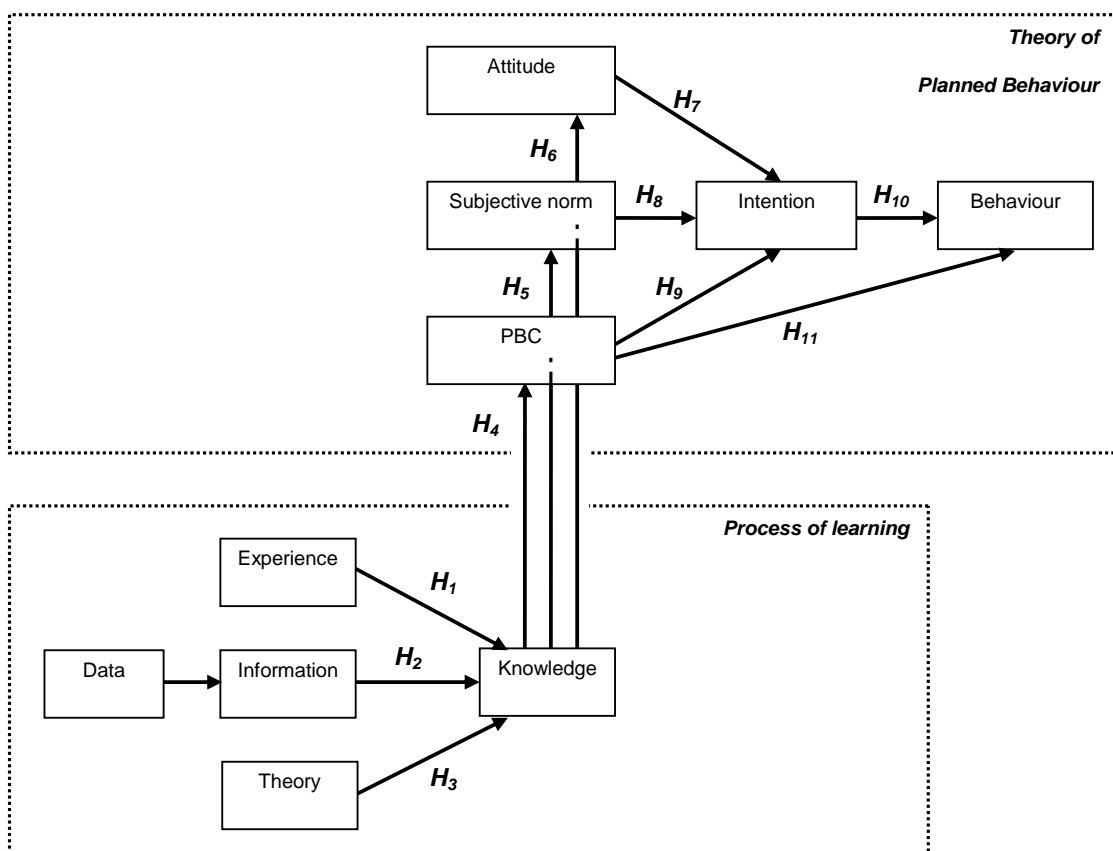 Theory of
Planned Behaviour
Attitude
H7
H6
Subjective norm
H8
Intention
H10
Behaviour
H5
H9
PBC
H11
H4
Process of learning
Experience
H1
Data
Information
H2
Knowledge
Theory
H3